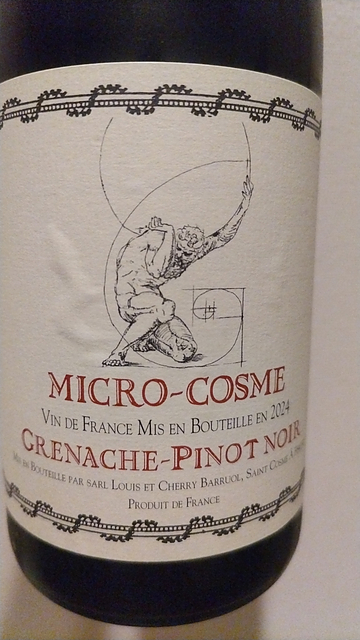 MICRO-COSME
VIN DE FRANCE MIS EN BOUTEILLE EN 2024
GRENACHE-PINOT NOIR
MIS EN BOUTEILLE PAR SARL LOUIS ET CHERRY BARRUOL, SAINT COSME À
PRODUIT DE FRANCE